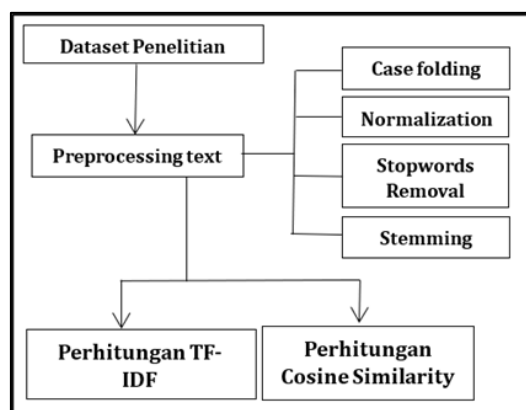 Dataset Penelitian
Preprocessing text
Case folding
Normalization
Stopwords
Removal
Stemming
Perhitungan TF-
IDF
Perhitungan
Cosine Similarity